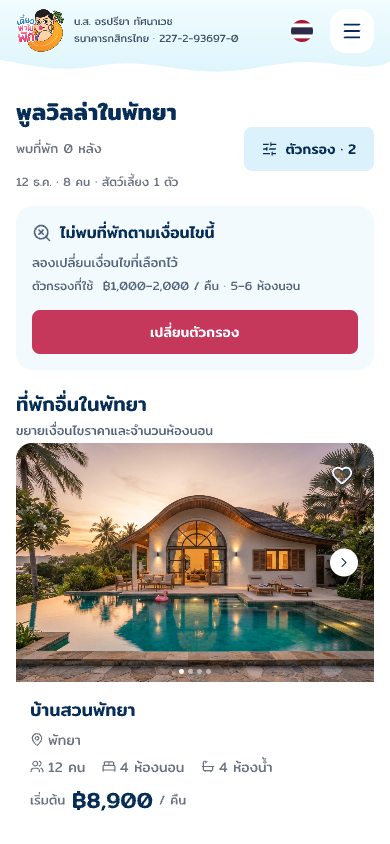 เดี๋ยวพาไปพัก
น.ส. อรปรียา ทัศนาเวช
ธนาคารกสิกรไทย · 227-2-93697-0
พูลวิลล่าในพัทยา
พบที่พัก 0 หลัง
ตัวกรอง · 2
12 ธ.ค. · 8 คน · สัตว์เลี้ยง 1 ตัว
ไม่พบที่พักตามเงื่อนไขนี้
ลองเปลี่ยนเงื่อนไขที่เลือกไว้
ตัวกรองที่ใช้ ฿1,000–2,000 / คืน · 5–6 ห้องนอน
เปลี่ยนตัวกรอง
ที่พักอื่นในพัทยา
ขยายเงื่อนไขราคาและจำนวนห้องนอน
บ้านสวนพัทยา
พัทยา
12 คน 4 ห้องนอน 4 ห้องน้ำ
เริ่มต้น ฿8,900 / คืน